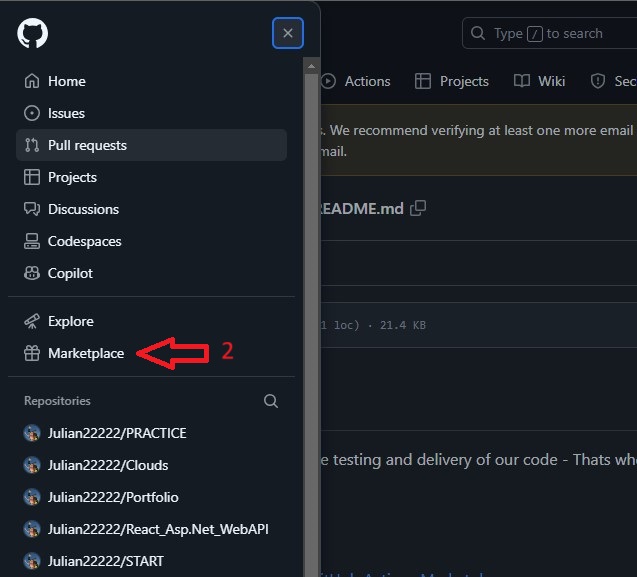 Type / to search
Home
Issues
Pull requests
Projects
Discussions
Codespaces
Copilot
Explore
Marketplace
2
Repositories
Julian22222/PRACTICE
Julian22222/Clouds
Julian22222/Portfolio
Julian22222/React_Asp.Net_WebAPI
Julian22222/START
Actions
Projects
Wiki
Sec
. We recommend verifying at least one more email
mail.
README.md
1 loc) · 21.4 KB
e testing and delivery of our code - Thats whe